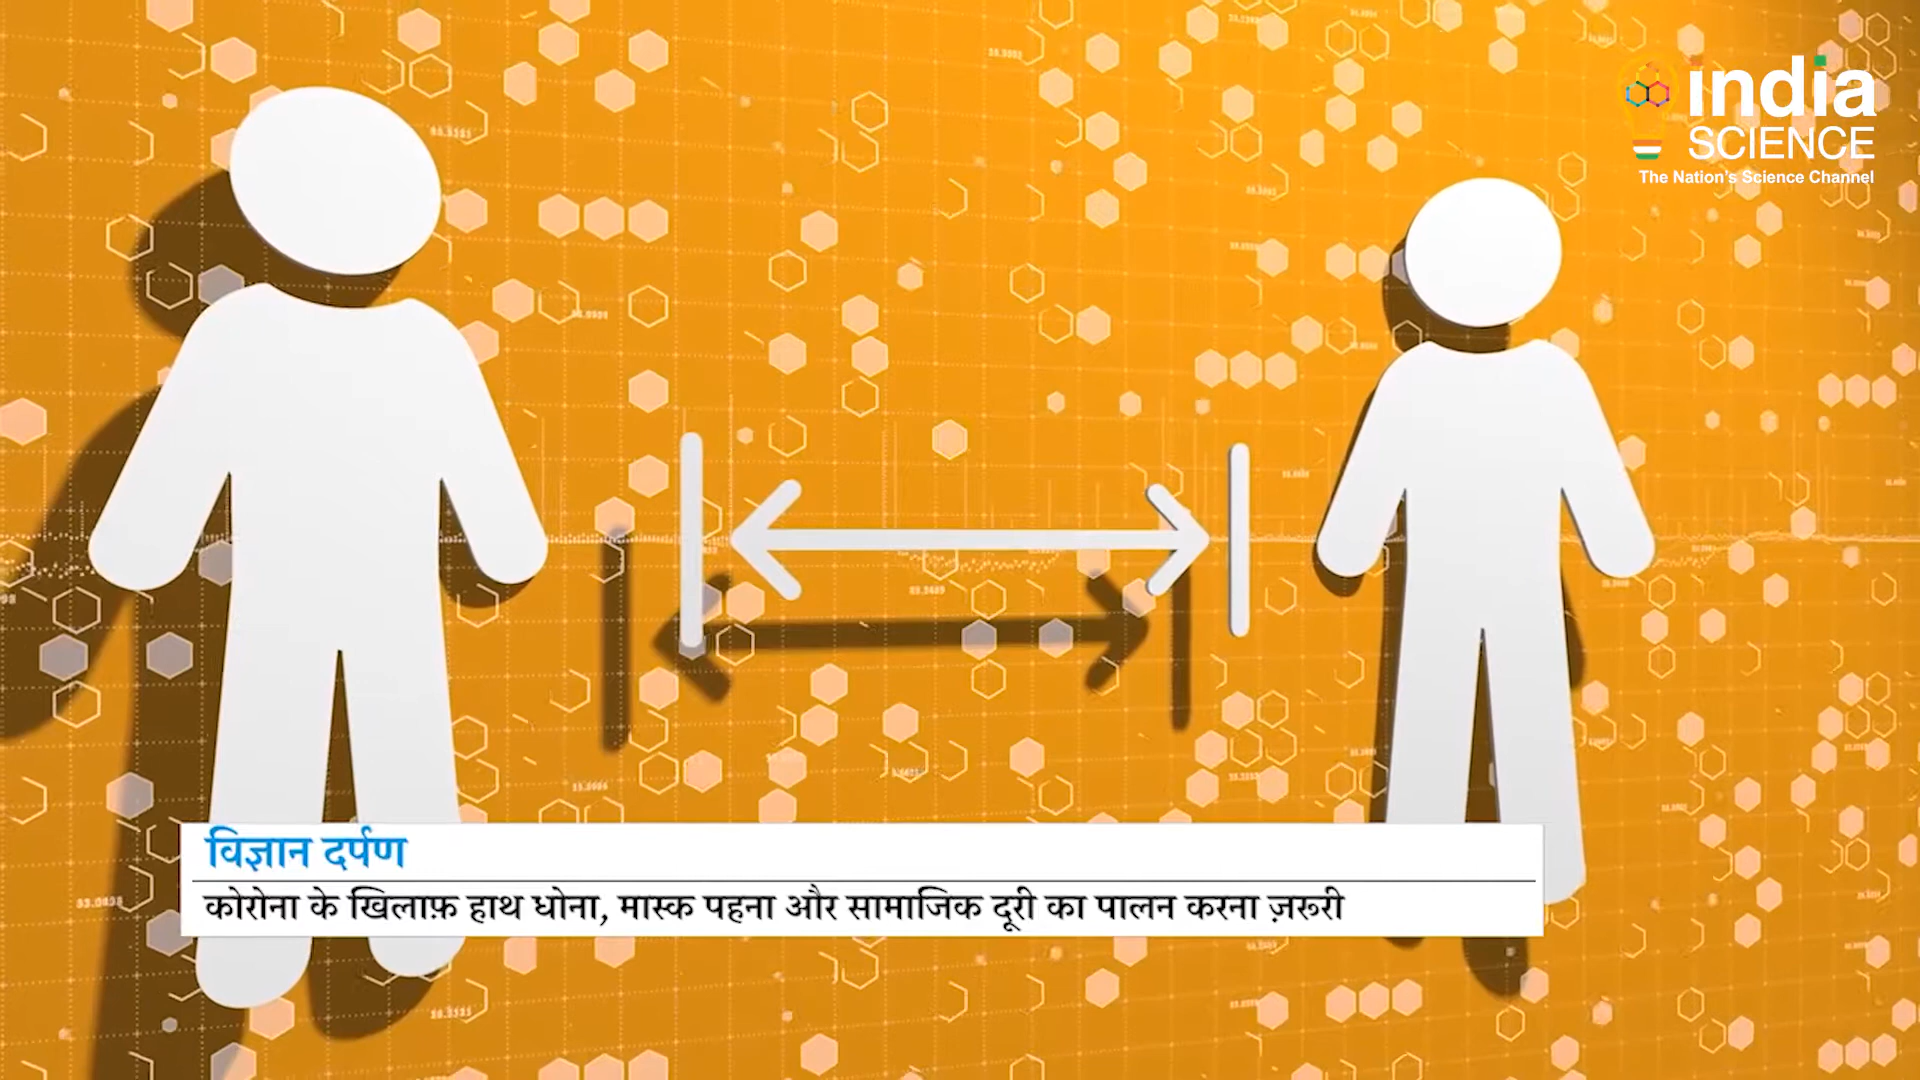 india
SCIENCE
The Nation's Science Channel
विज्ञान दर्पण
कोरोना के खिलाफ़ हाथ धोना, मास्क पहना और सामाजिक दूरी का पालन करना ज़रूरी